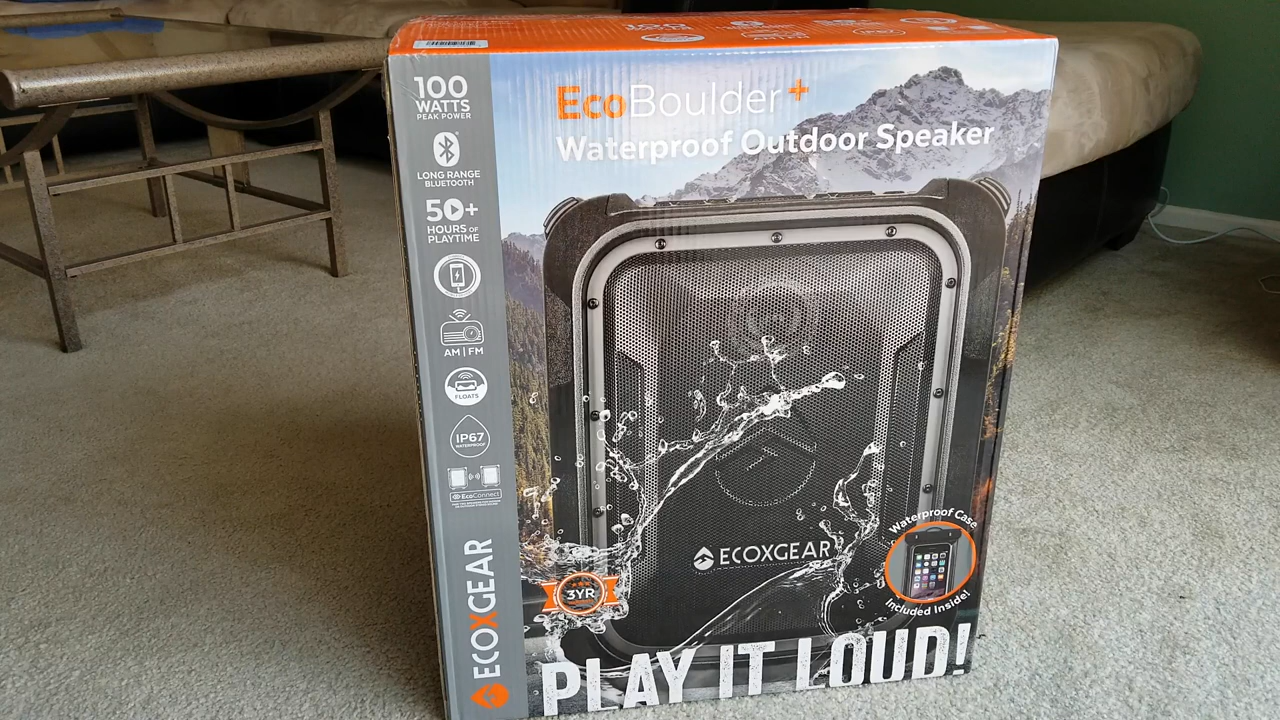 100
WATTS
PEAK POWER
LONG RANGE
BLUETOOTH
50+
HOURS OF
PLAYTIME
AM | FM
FLOATS
IP67
WATERPROOF
EcoConnect
ECOXGEAR
EcoBoulder+
Waterproof Outdoor Speaker
ECOXGEAR
3YR
Waterproof Case
Included Inside!
PLAY IT LOUD!